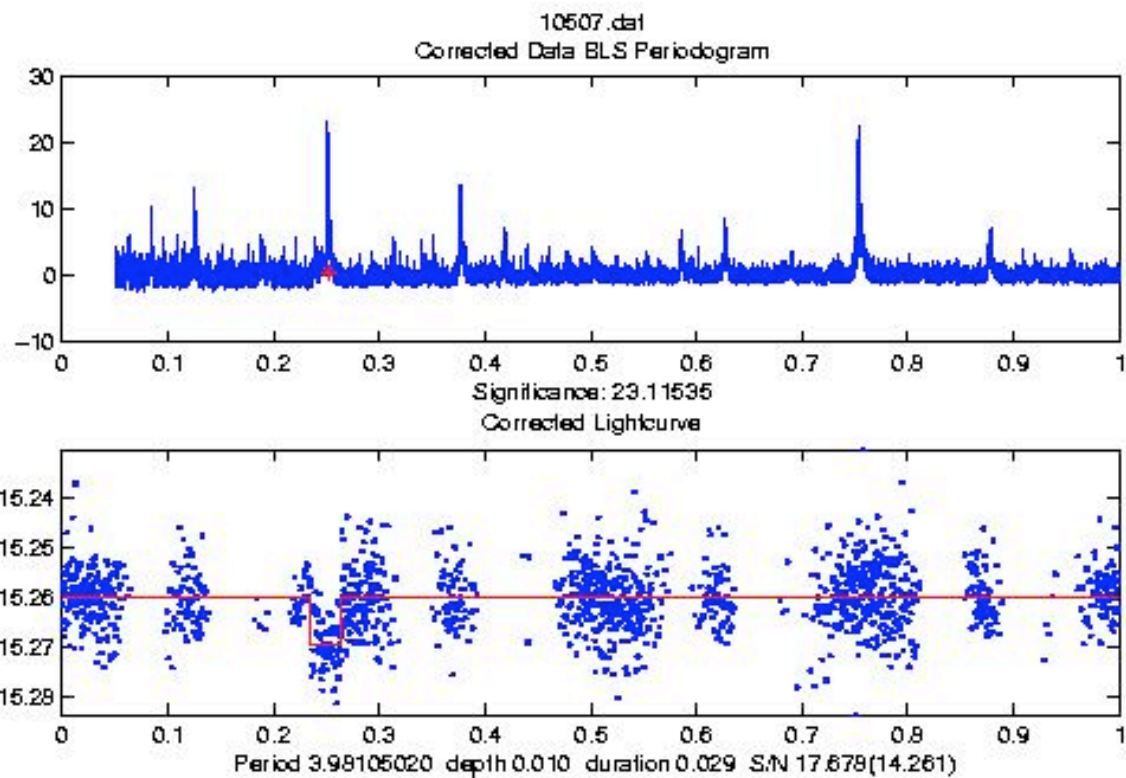 10507.dat
Corrected Data BLS Periodogram
30
20
10
0
-10
0 0.1 0.2 0.3 0.4 0.5 0.6 0.7 0.8 0.9 1
Significance: 23.11535
Corrected Lightcurve
15.24
15.25
15.26
15.27
15.28
0 0.1 0.2 0.3 0.4 0.5 0.6 0.7 0.8 0.9 1
Period 3.98105020 depth 0.010 duration 0.029 S/N 17.678(14.261)